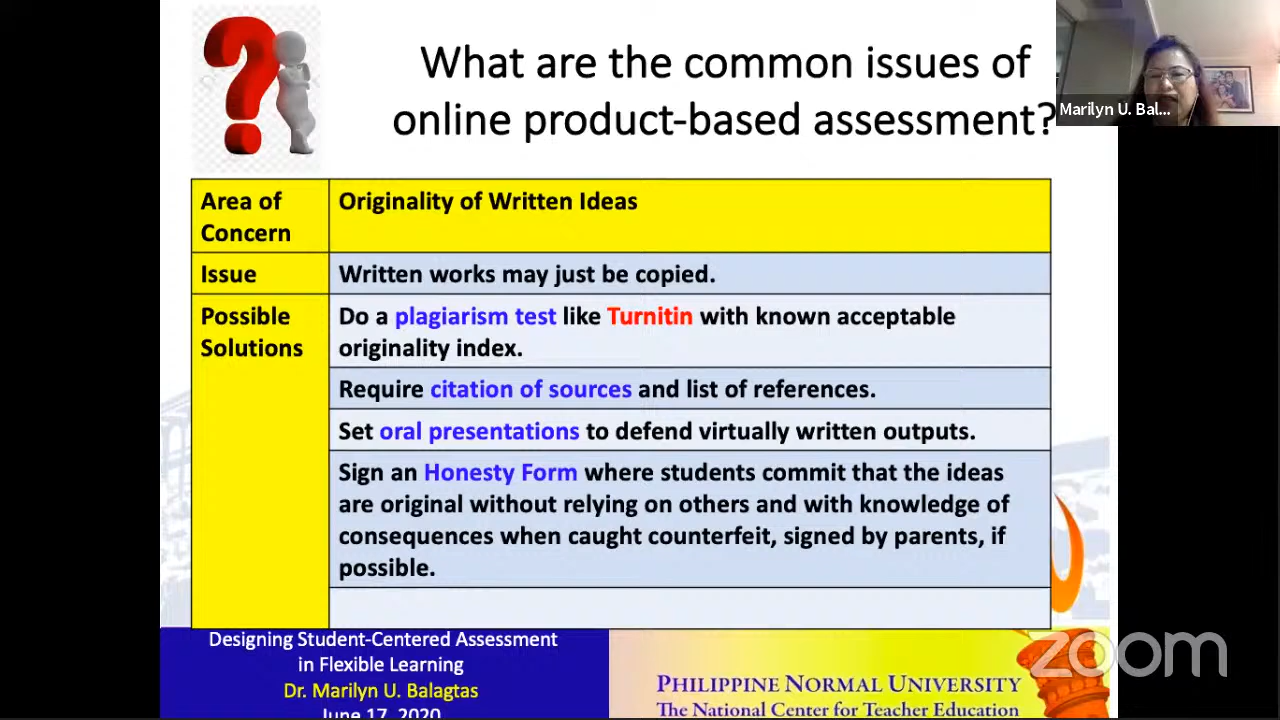 What are the common issues of
online product-based assessment?
Marilyn U. Bal...
Area of
Concern
Originality of Written Ideas
Issue
Written works may just be copied.
Possible
Solutions
Do a plagiarism test like Turnitin with known acceptable
originality index.
Require citation of sources and list of references.
Set oral presentations to defend virtually written outputs.
Sign an Honesty Form where students commit that the ideas
are original without relying on others and with knowledge of
consequences when caught counterfeit, signed by parents, if
possible.
Designing Student-Centered Assessment
in Flexible Learning
Dr. Marilyn U. Balagtas
June 17, 2020
PHILIPPINE NORMAL UNIVERSITY
The National Center for Teacher Education
zoom